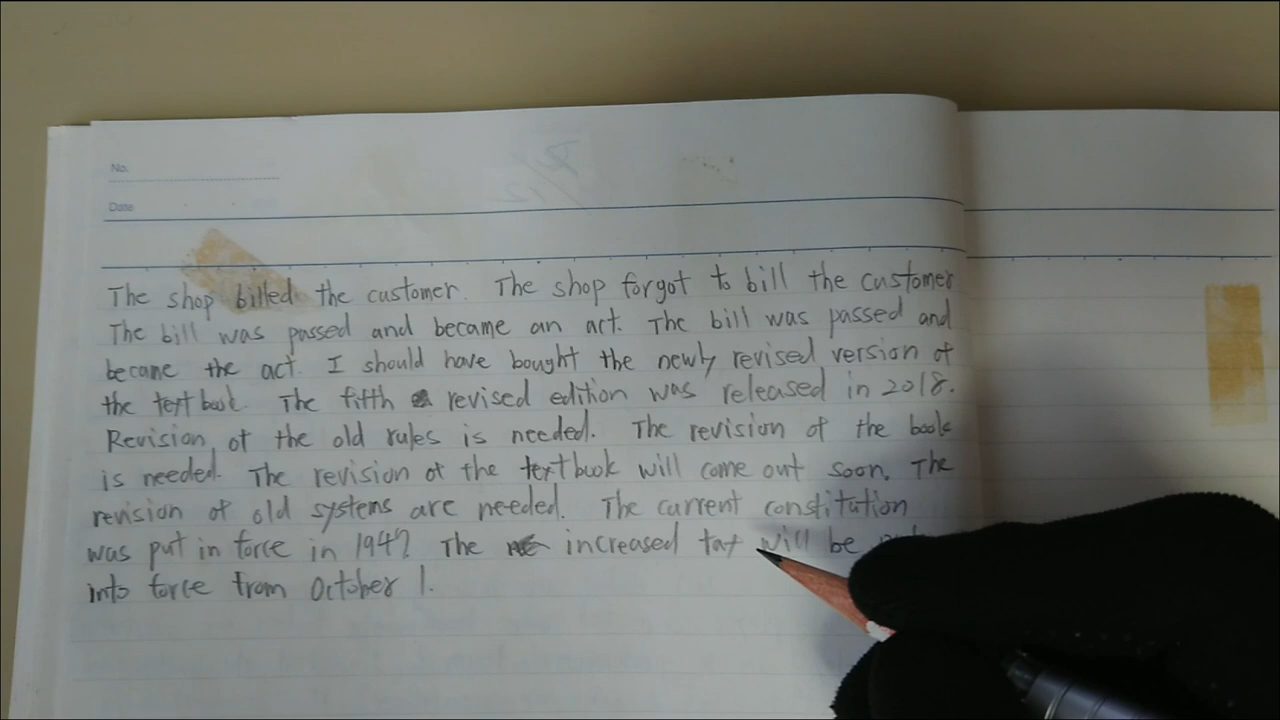 No.
Date
The shop billed the customer. The shop forgot to bill the customer
The bill was passed and became an act. The bill was passed and
became the act. I should have bought the newly revised version of
the textbook. The fifth revised edition was released in 2018.
Revision of the old rules is needed. The revision of the book
is needed. The revision of the textbook will come out soon. The
revision of old systems are needed. The current constitution
was put in force in 1947 The increased tax will be
into force from October 1.